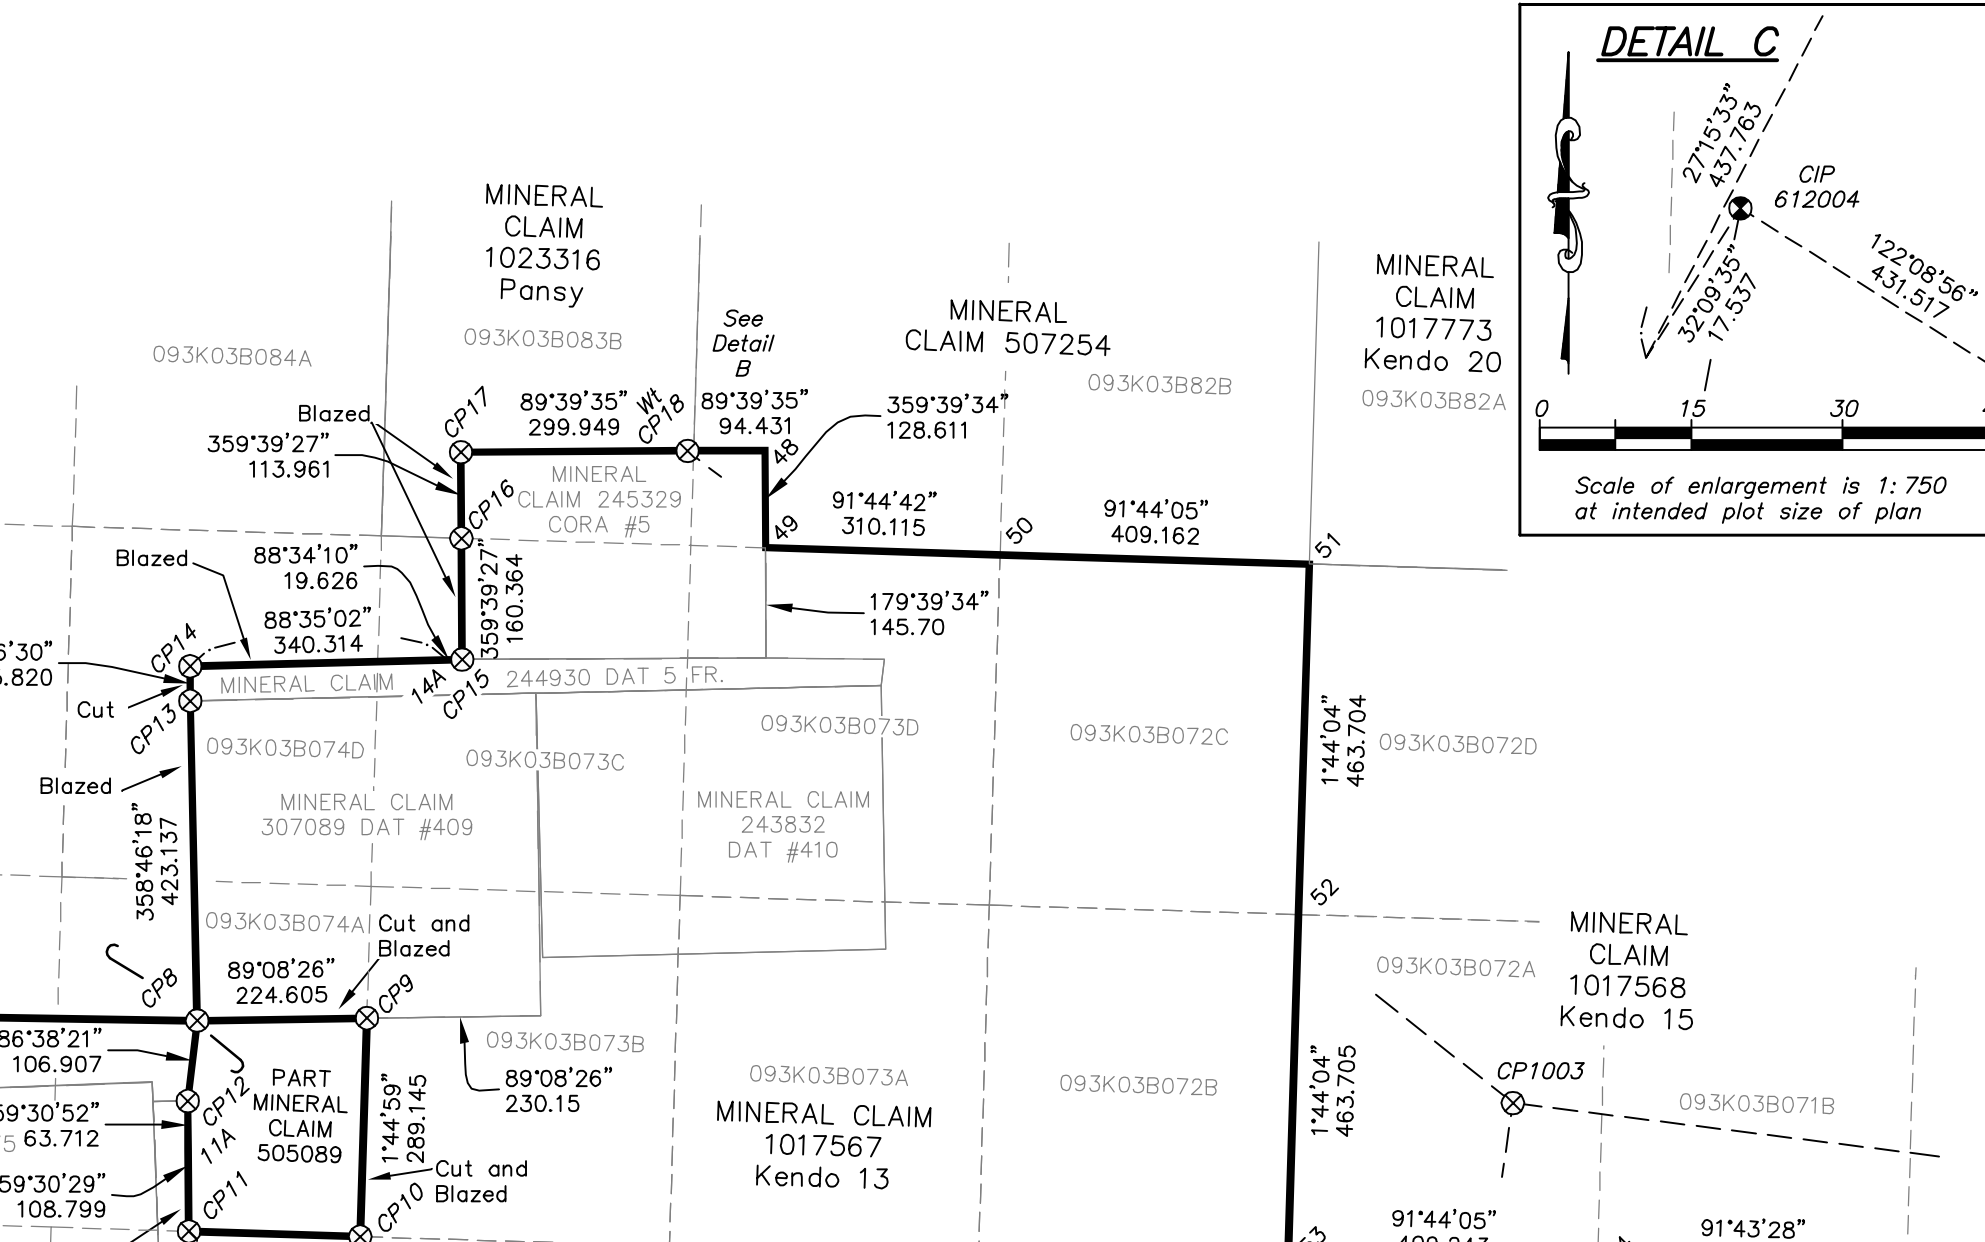 DETAIL C
27°15'33"
437.763
CIP
612004
122°08'56"
431.517
32°09'35"
17.537
0 15 30
Scale of enlargement is 1: 750
at intended plot size of plan
MINERAL
CLAIM
1023316
Pansy
093K03B084A
093K03B083B
See
Detail
B
MINERAL
CLAIM 507254
093K03B82B
MINERAL
CLAIM
1017773
Kendo 20
093K03B82A
Blazed
CP17
89°39'35"
299.949
Wt
CP18
89°39'35"
94.431
48
359°39'34"
128.611
359°39'27"
113.961
CP16
MINERAL
CLAIM 245329
CORA #5
49
91°44'42"
310.115
50
91°44'05"
409.162
51
Blazed
88°34'10"
19.626
359°39'27"
160.364
179°39'34"
145.70
88°35'02"
340.314
CP14
6'30"
.820
Cut
CP13
MINERAL CLAIM
244930 DAT 5 FR.
14A
CP15
093K03B074D
093K03B073C
093K03B073D
093K03B072C
1°44'04"
463.704
093K03B072D
Blazed
358°46'18"
423.137
MINERAL CLAIM
307089 DAT #409
MINERAL CLAIM
243832
DAT #410
52
093K03B074A
Cut and
Blazed
MINERAL
CLAIM
1017568
Kendo 15
093K03B072A
CP8
89°08'26"
224.605
CP9
86°38'21"
106.907
093K03B073B
89°08'26"
230.15
093K03B073A
MINERAL CLAIM
1017567
Kendo 13
093K03B072B
1°44'04"
463.705
CP1003
093K03B071B
PART
MINERAL
CLAIM
505089
CP12
59°30'52"
63.712
5
11A
1°44'59"
289.145
Cut and
Blazed
59°30'29"
108.799
CP11
CP10
91°44'05"
91°43'28"